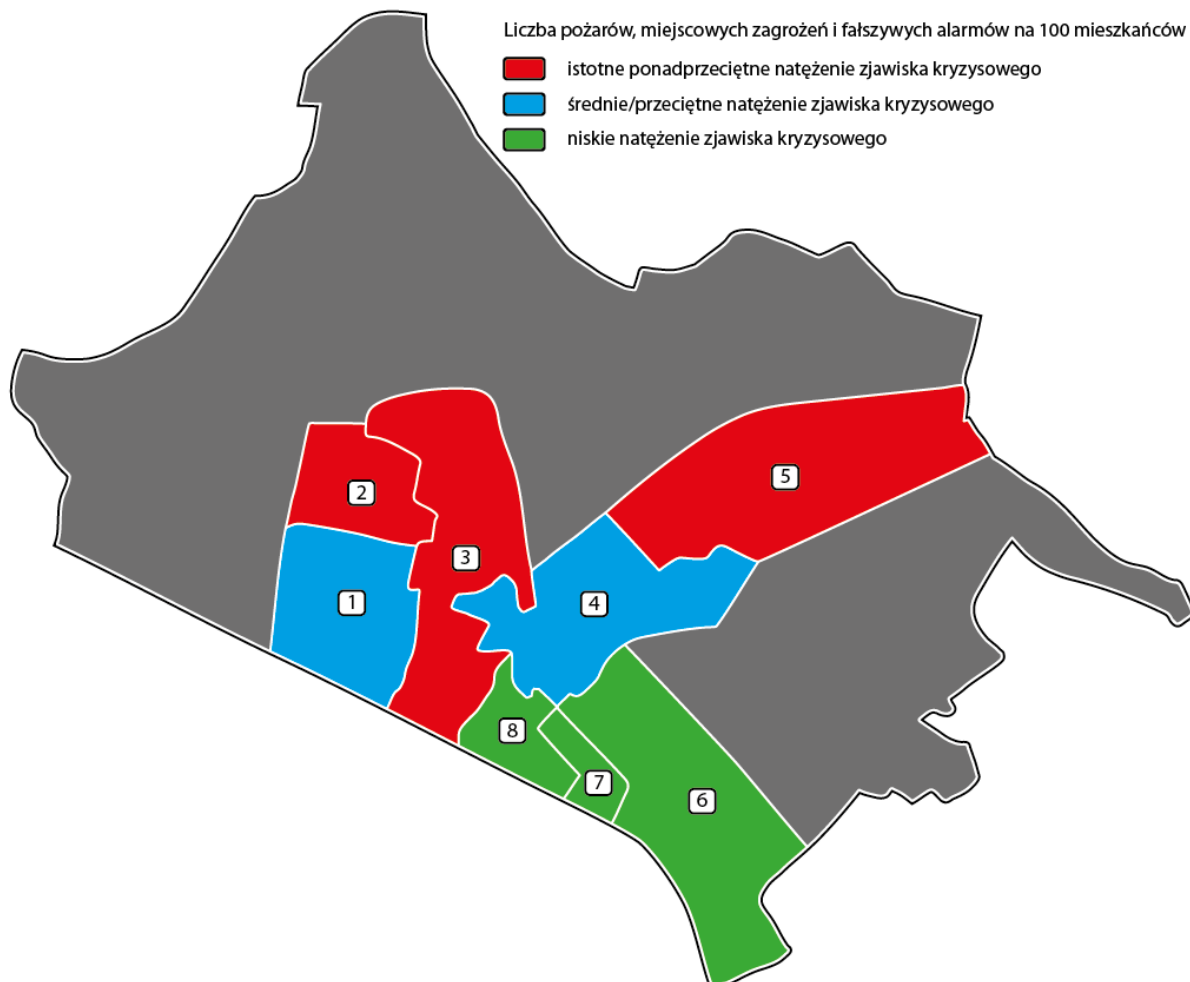 Liczba pożarów, miejscowych zagrożeń i fałszywych alarmów na 100 mieszkańców
istotne ponadprzeciętne natężenie zjawiska kryzysowego
średnie/przeciętne natężenie zjawiska kryzysowego
niskie natężenie zjawiska kryzysowego
5
2
3
1
4
8
7
6